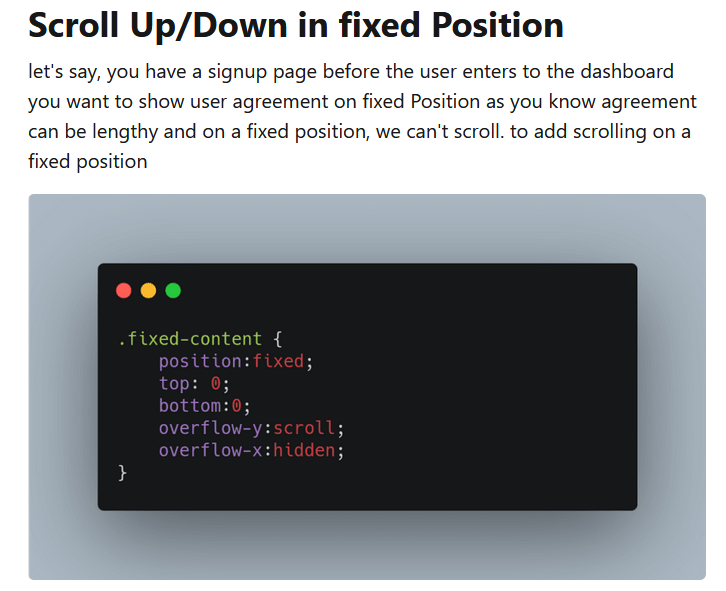 Scroll Up/Down in fixed Position
let's say, you have a signup page before the user enters to the dashboard
you want to show user agreement on fixed Position as you know agreement
can be lengthy and on a fixed position, we can't scroll. to add scrolling on a
fixed position
.fixed-content {
    position:fixed;
    top: 0;
    bottom:0;
    overflow-y:scroll;
    overflow-x:hidden;
}